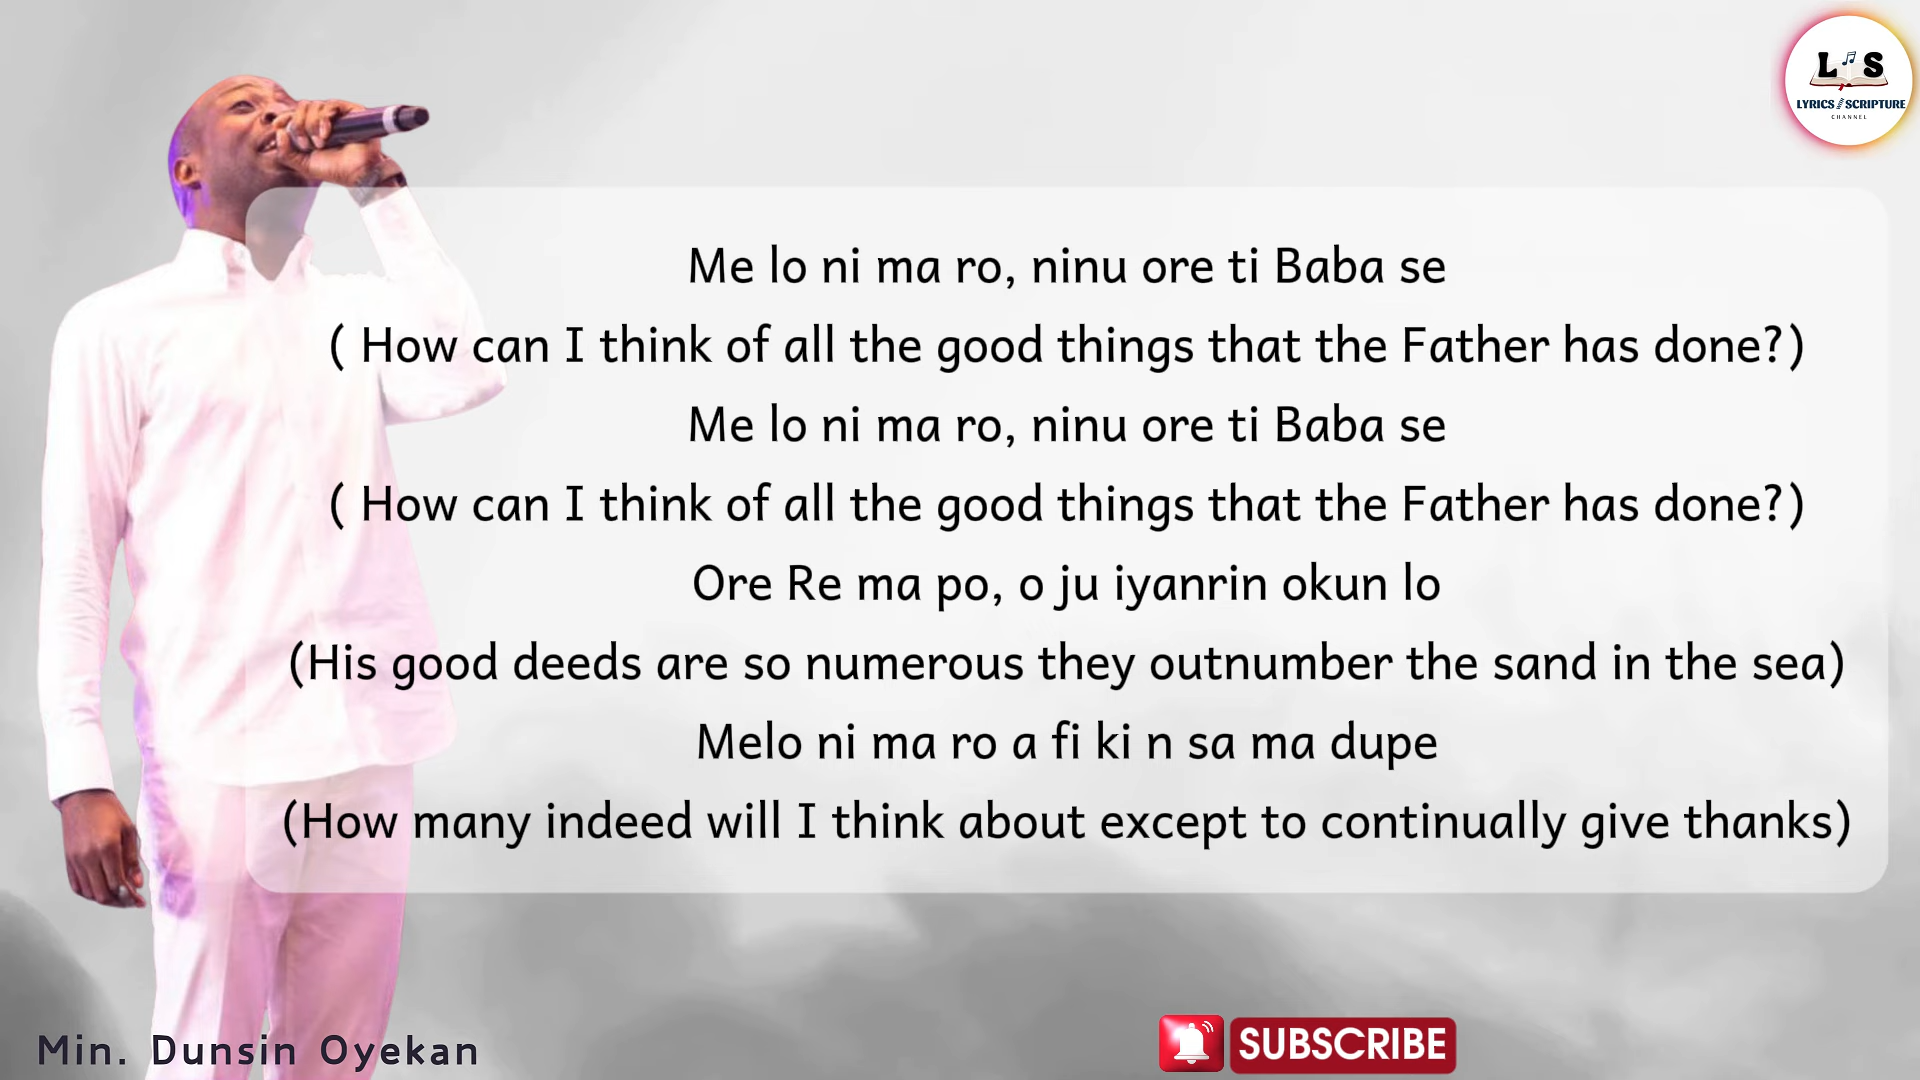 L S
LYRICS SCRIPTURE
CHANNEL
Me lo ni ma ro, ninu ore ti Baba se
( How can I think of all the good things that the Father has done?)
Me lo ni ma ro, ninu ore ti Baba se
( How can I think of all the good things that the Father has done?)
Ore Re ma po, o ju iyanrin okun lo
(His good deeds are so numerous they outnumber the sand in the sea)
Melo ni ma ro a fi ki n sa ma dupe
(How many indeed will I think about except to continually give thanks)
Min. Dunsin Oyekan
SUBSCRIBE